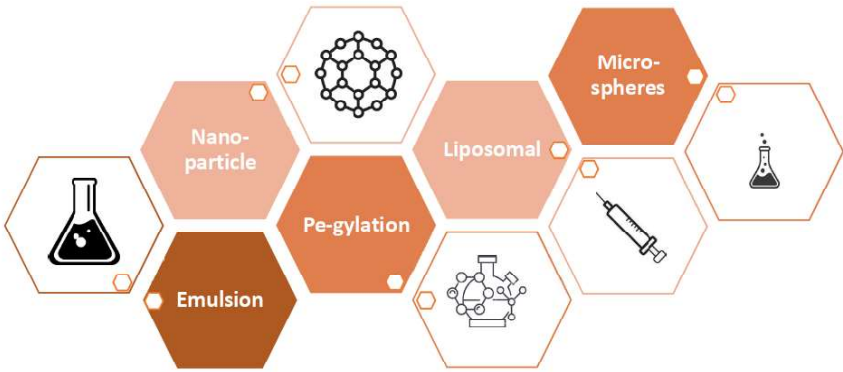 Nano-
particle
Emulsion
Pe-gylation
Liposomal
Micro-
spheres